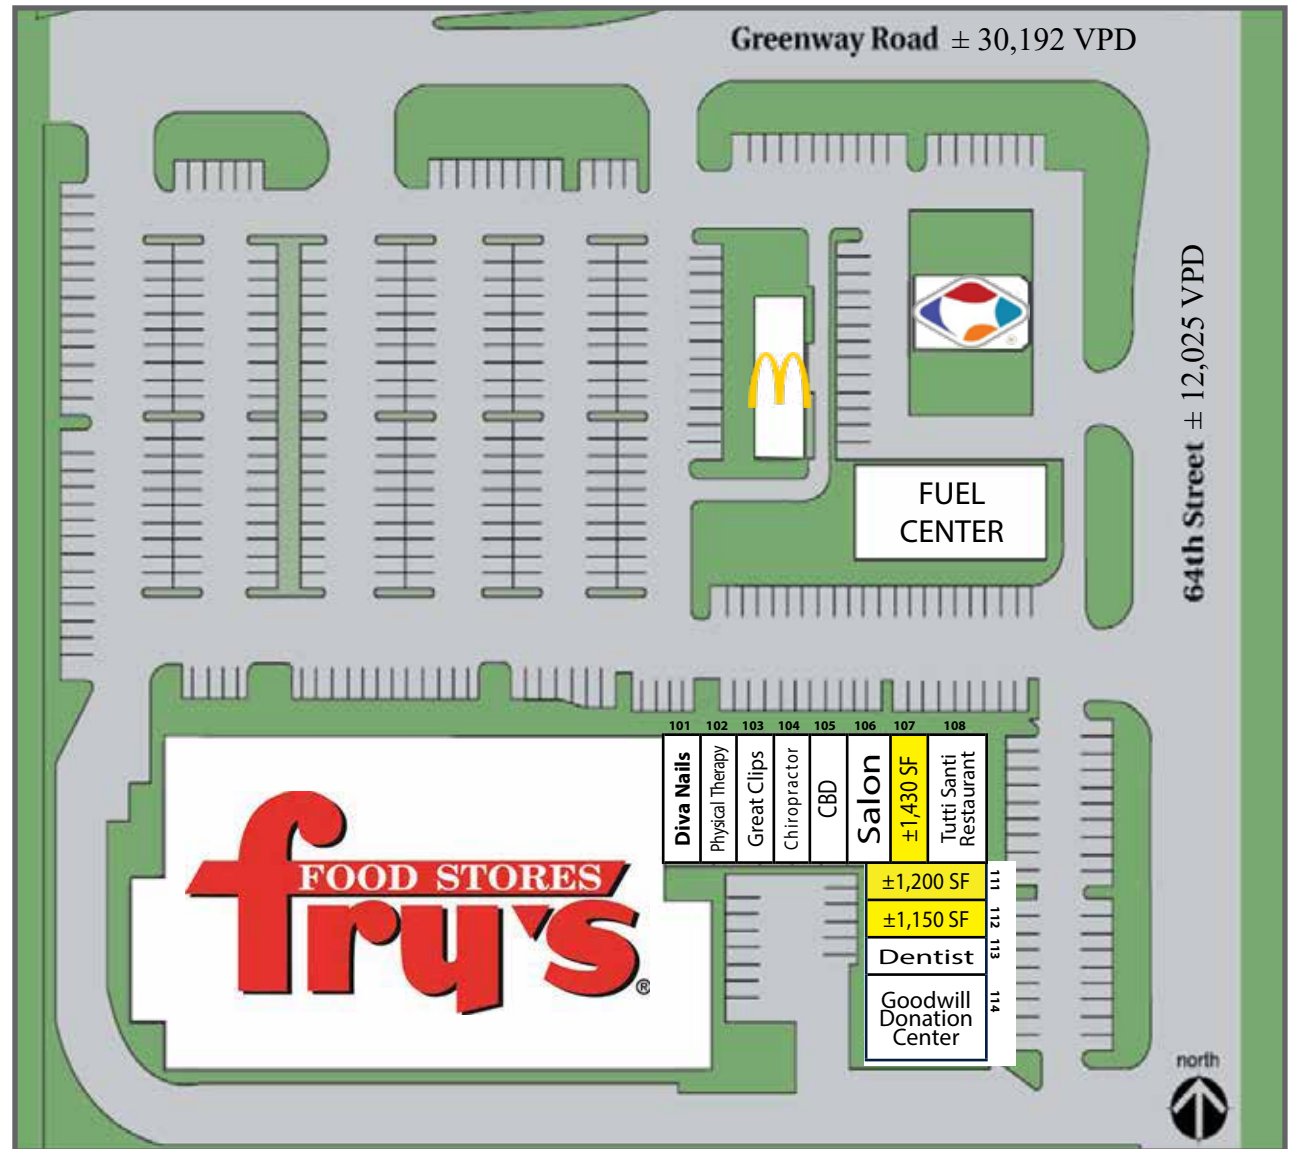 Greenway Road ± 30,192 VPD
64th Street ± 12,025 VPD
®
FUEL
CENTER
101 102 103 104 105 106 107 108
Diva Nails
Physical Therapy
Great Clips
Chiropractor
CBD
Salon
±1,430 SF
Tutti Santi
Restaurant
fry's
FOOD STORES
®
±1,200 SF
111
±1,150 SF
112
Dentist
113
Goodwill
Donation
Center
114
north